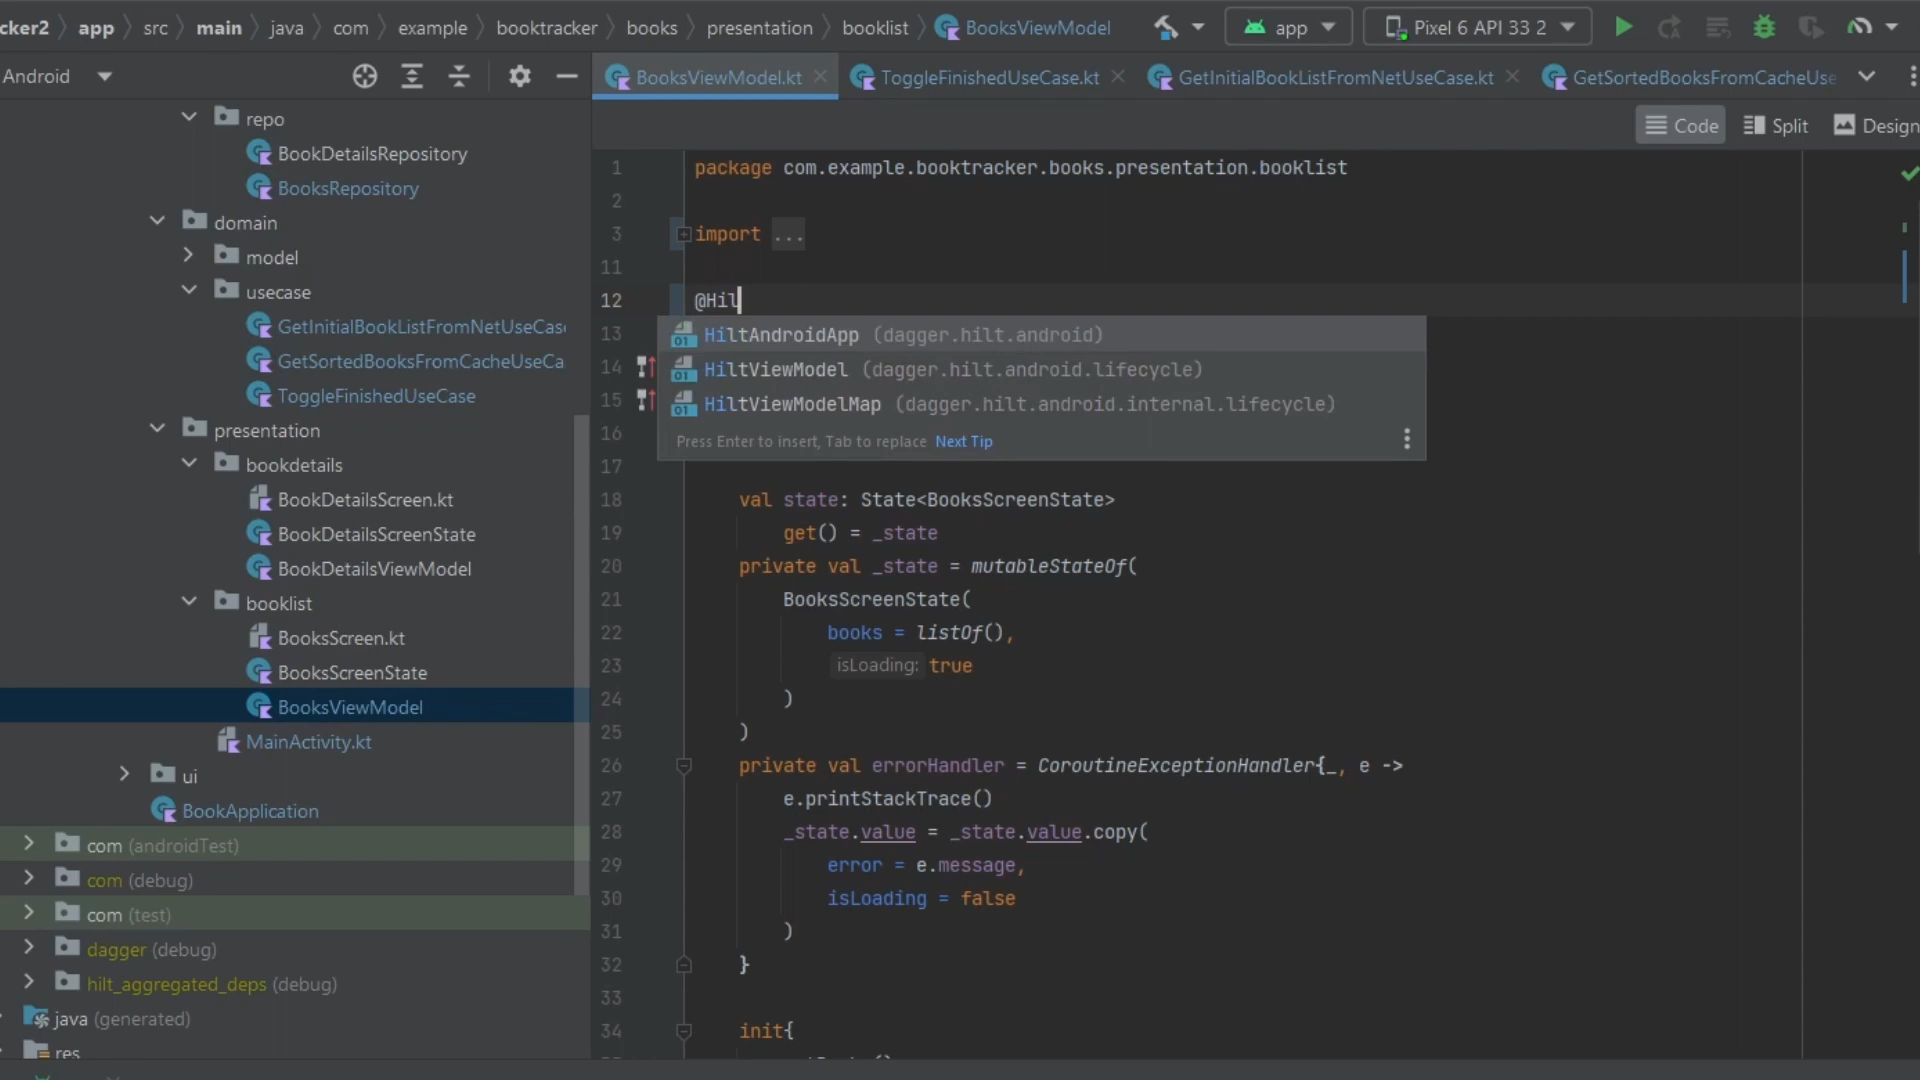 cker2 app src main java com example booktracker books presentation booklist BooksViewModel app Pixel 6 API 33 2
Android
BooksViewModel.kt ToggleFinishedUseCase.kt GetInitialBookListFromNetUseCase.kt GetSortedBooksFromCacheUse
Code Split Design
repo
BookDetailsRepository
BooksRepository
domain
model
usecase
GetInitialBookListFromNetUseCase
GetSortedBooksFromCacheUseCa
ToggleFinishedUseCase
presentation
bookdetails
BookDetailsScreen.kt
BookDetailsScreenState
BookDetailsViewModel
booklist
BooksScreen.kt
BooksScreenState
BooksViewModel
MainActivity.kt
ui
BookApplication
com (androidTest)
com (debug)
com (test)
dagger (debug)
hilt_aggregated_deps (debug)
java (generated)
res
1 package com.example.booktracker.books.presentation.booklist
2
3 import ...
11
12 @Hil
13
14
15
16
17
HiltAndroidApp (dagger.hilt.android)
HiltViewModel (dagger.hilt.android.lifecycle)
HiltViewModelMap (dagger.hilt.android.internal.lifecycle)
Press Enter to insert, Tab to replace Next Tip
18 val state: State<BooksScreenState>
19 get() = _state
20 private val _state = mutableStateOf(
21 BooksScreenState(
22 books = listOf(),
23 isLoading: true
24 )
25 )
26 private val errorHandler = CoroutineExceptionHandler{_, e ->
27 e.printStackTrace()
28 _state.value = _state.value.copy(
29 error = e.message,
30 isLoading = false
31 )
32 }
33
34 init{